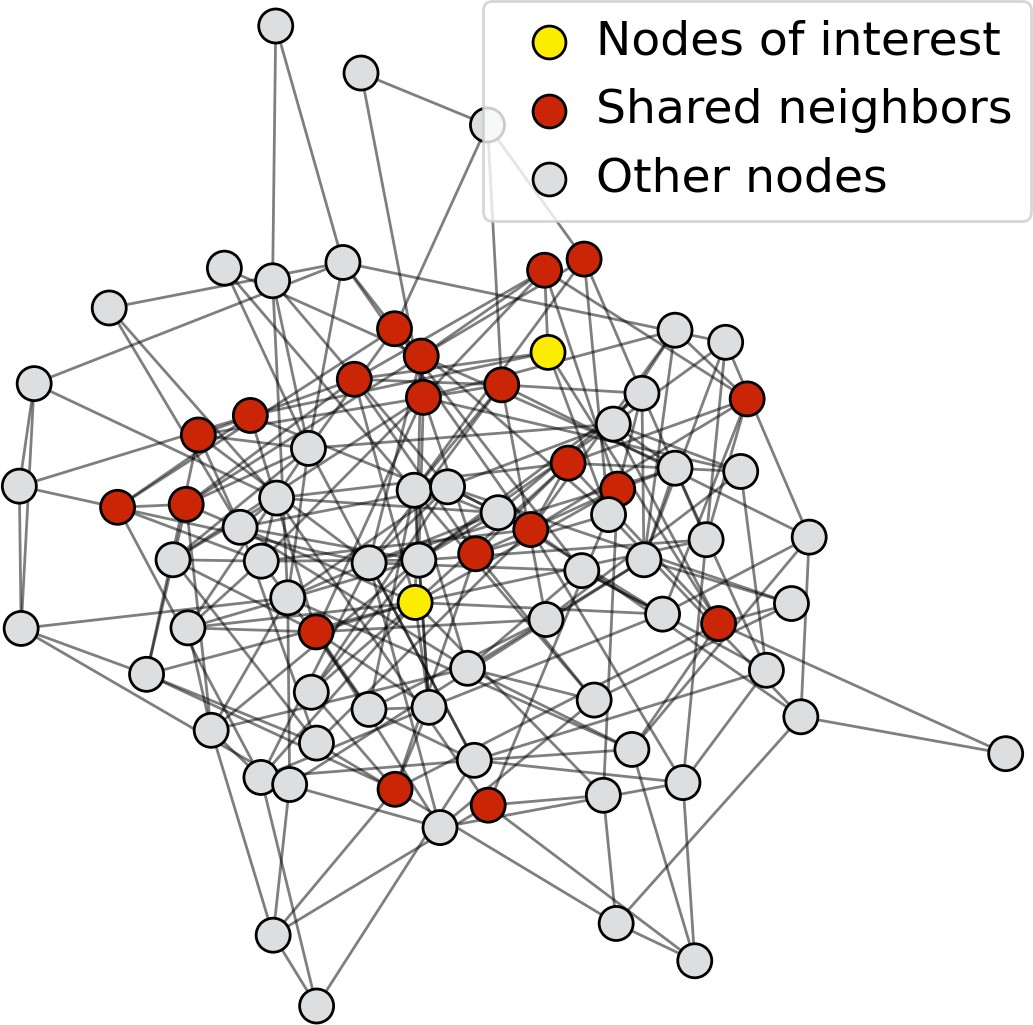 Nodes of interest
Shared neighbors
Other nodes